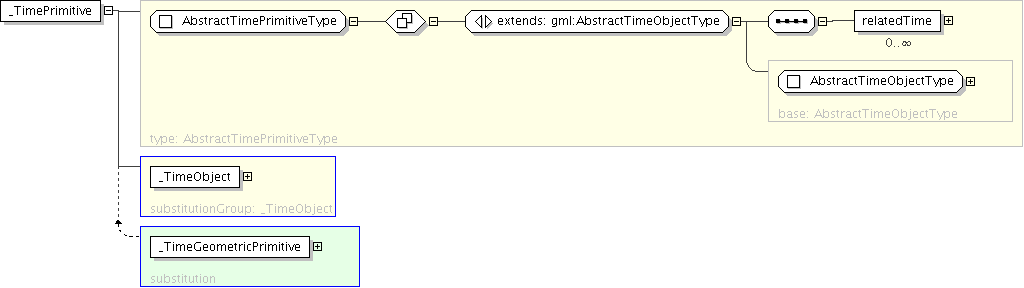 _TimePrimitive
AbstractTimePrimitiveType
extends: gml:AbstractTimeObjectType
relatedTime
0..∞
AbstractTimeObjectType
base: AbstractTimeObjectType
type: AbstractTimePrimitiveType
_TimeObject
substitutionGroup: _TimeObject
_TimeGeometricPrimitive
substitution